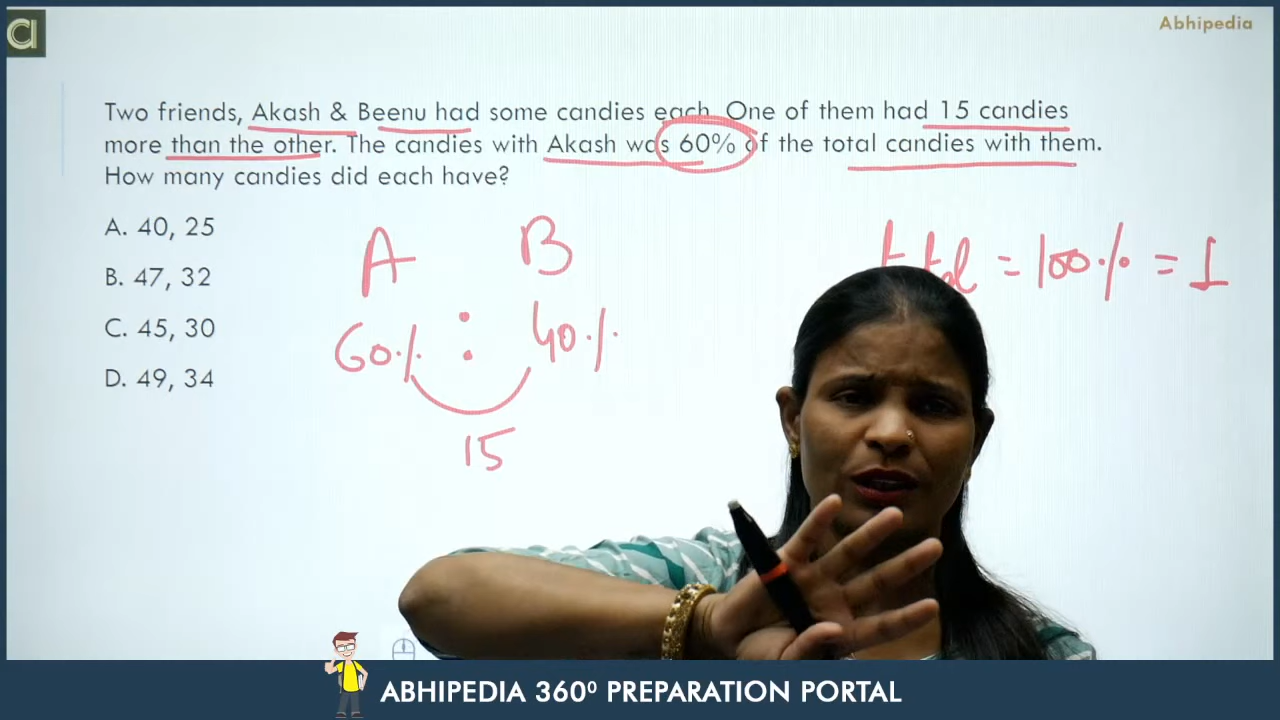 Abhipedia
Two friends, Akash & Beenu had some candies each. One of them had 15 candies
more than the other. The candies with Akash was 60% of the total candies with them.
How many candies did each have?
A. 40, 25
B. 47, 32
C. 45, 30
D. 49, 34
A B
60% : 40%
15
= 100% = 1
ABHIPEDIA 360⁰ PREPARATION PORTAL